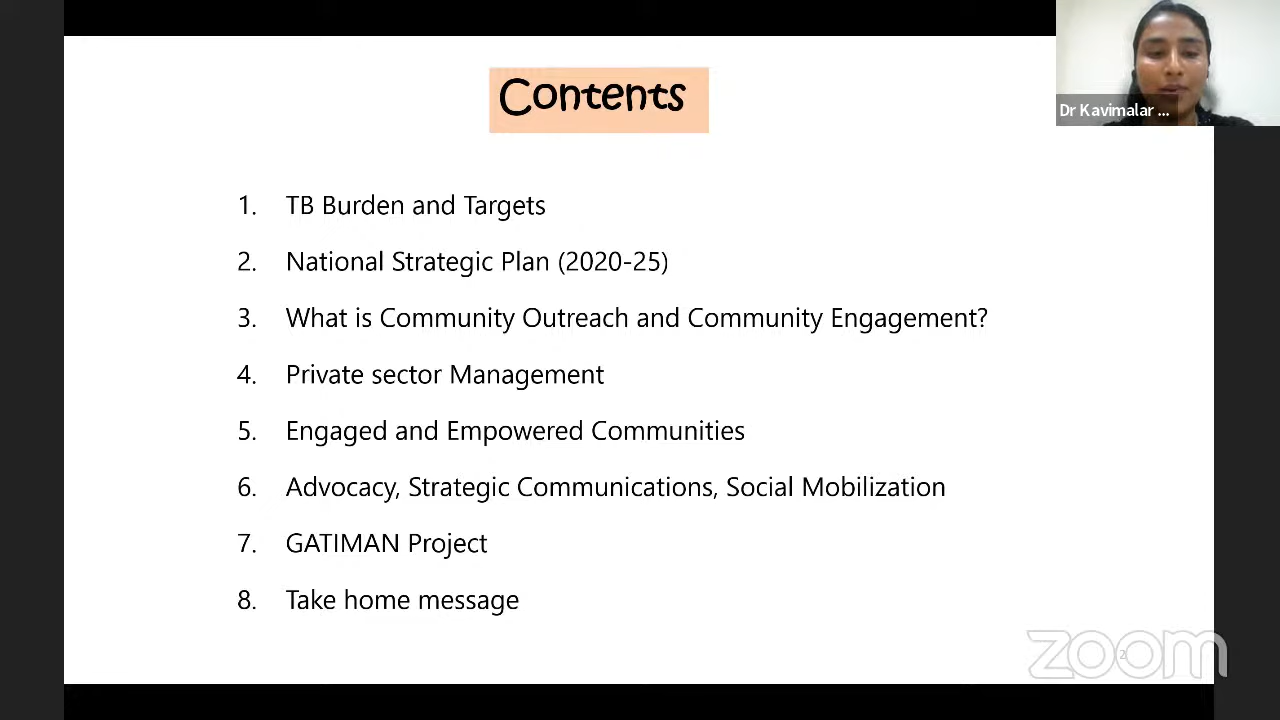 Contents
Dr Kavimalar ...
1. TB Burden and Targets
2. National Strategic Plan (2020-25)
3. What is Community Outreach and Community Engagement?
4. Private sector Management
5. Engaged and Empowered Communities
6. Advocacy, Strategic Communications, Social Mobilization
7. GATIMAN Project
8. Take home message
zoom
2